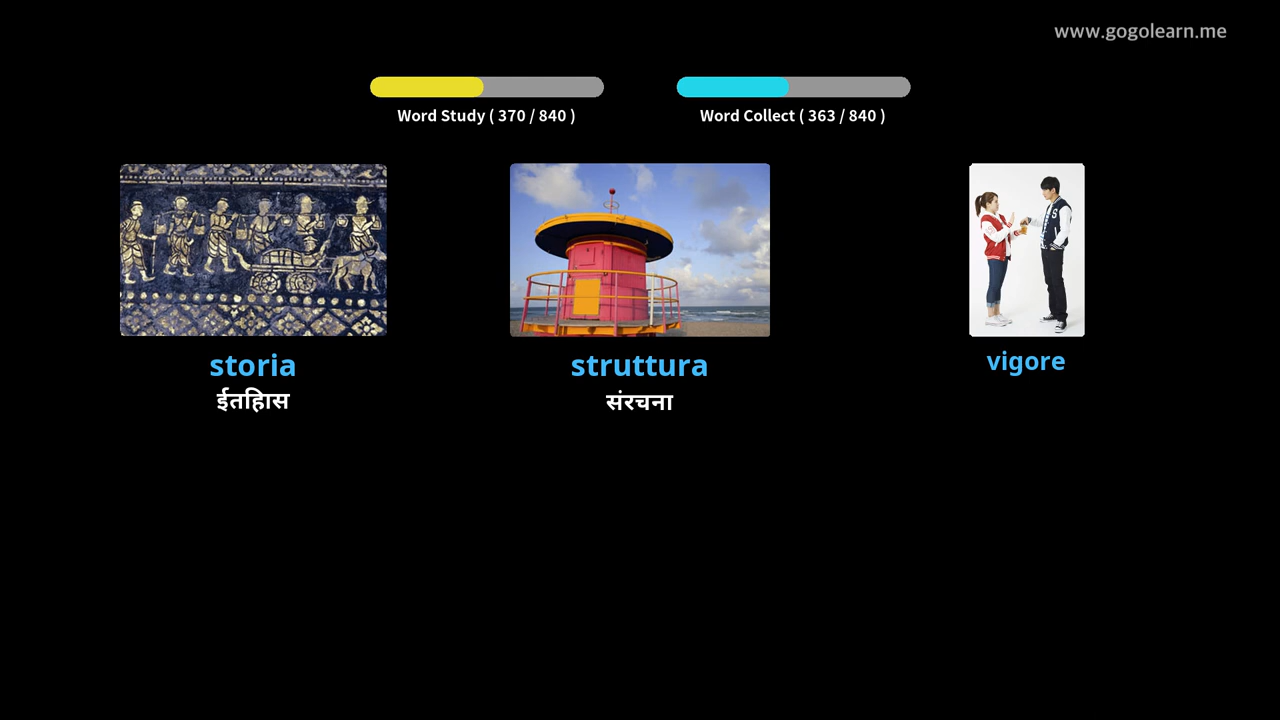 www.gogolearn.me
Word Study ( 370 / 840 )
Word Collect ( 363 / 840 )
storia
struttura
vigore
ईतहिास
संरचना